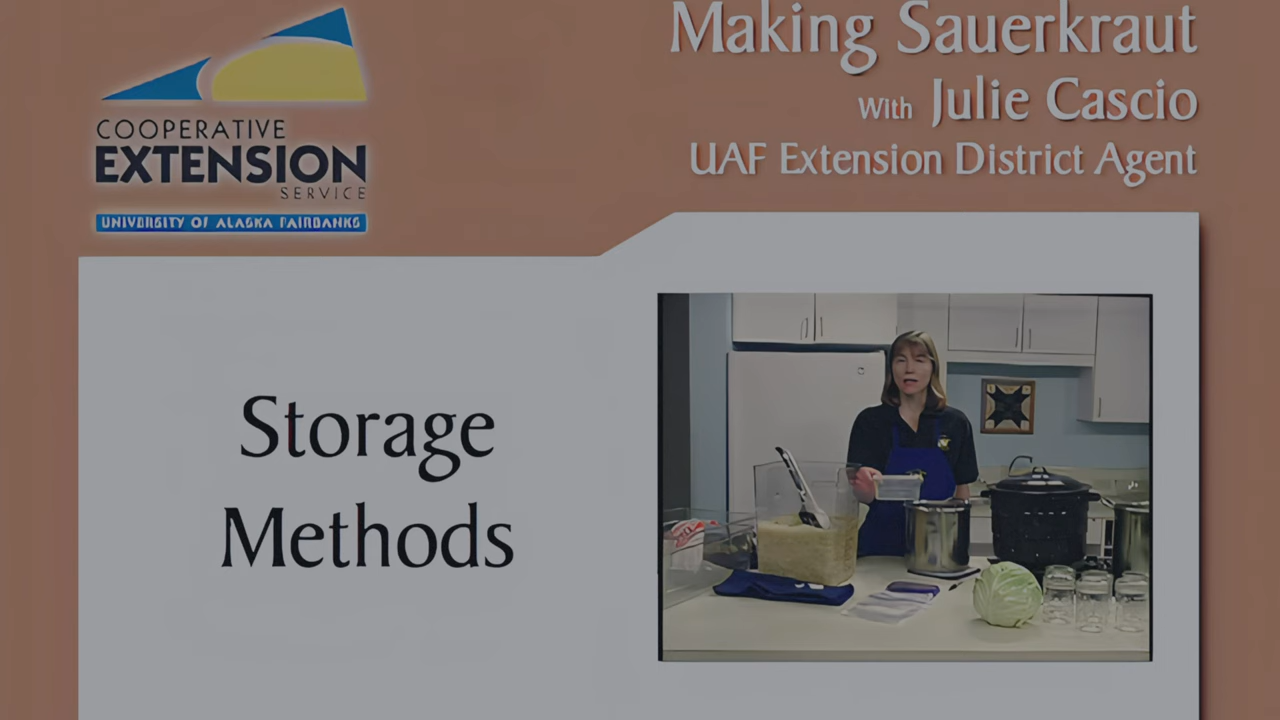 COOPERATIVE
EXTENSION
SERVICE
UNIVERSITY OF ALASKA FAIRBANKS
Making Sauerkraut
With Julie Cascio
UAF Extension District Agent
Storage
Methods